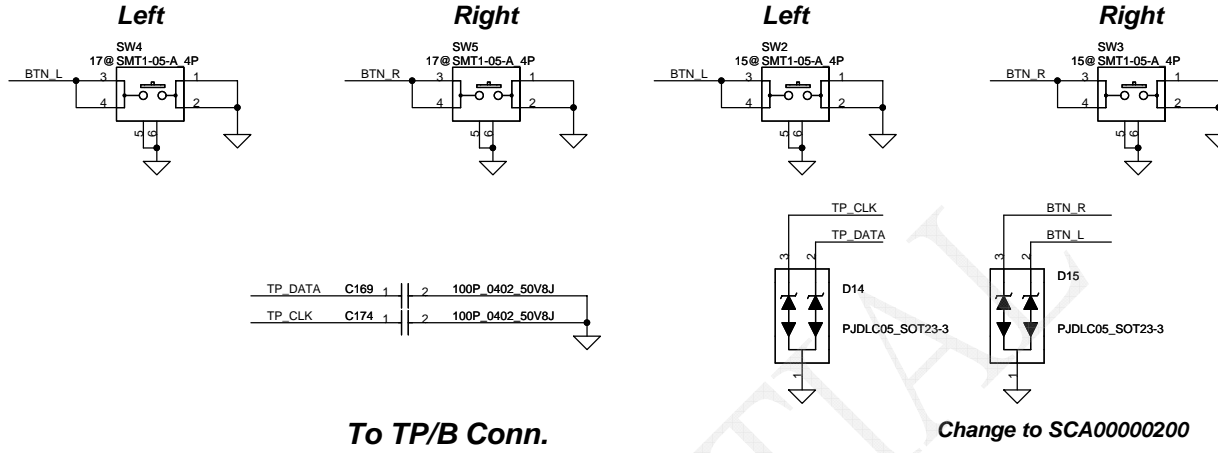 Left
SW4
17@ SMT1-05-A_4P
BTN_L
3
1
4
2
5
6
Right
SW5
17@ SMT1-05-A_4P
BTN_R
3
1
4
2
5
6
Left
SW2
15@ SMT1-05-A_4P
BTN_L
3
1
4
2
5
6
Right
SW3
15@ SMT1-05-A_4P
BTN_R
3
1
4
2
5
6
TP_DATA C169 1 2 100P_0402_50V8J
TP_CLK C174 1 2 100P_0402_50V8J
TP_CLK
TP_DATA
3
2
D14
PJDLC05_SOT23-3
1
BTN_R
BTN_L
3
2
D15
PJDLC05_SOT23-3
1
To TP/B Conn.
Change to SCA00000200